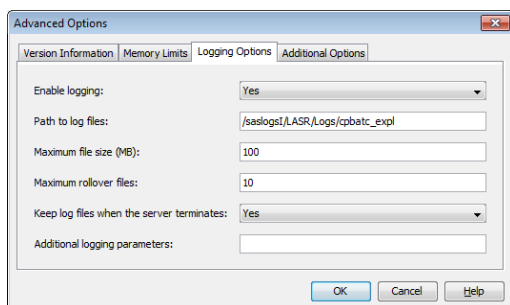 Advanced Options
Version Information Memory Limits Logging Options Additional Options
Enable logging: Yes
Path to log files: /saslogsI/LASR/Logs/cpbatc_expl
Maximum file size (MB): 100
Maximum rollover files: 10
Keep log files when the server terminates: Yes
Additional logging parameters:
OK Cancel Help